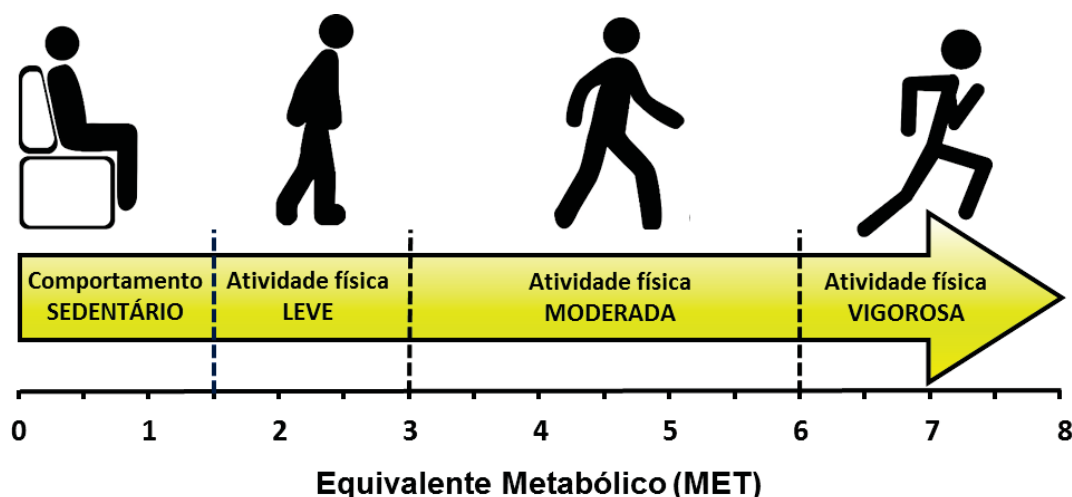 Comportamento
SEDENTÁRIO
Atividade física
LEVE
Atividade física
MODERADA
Atividade física
VIGOROSA
0 1 2 3 4 5 6 7 8
Equivalente Metabólico (MET)